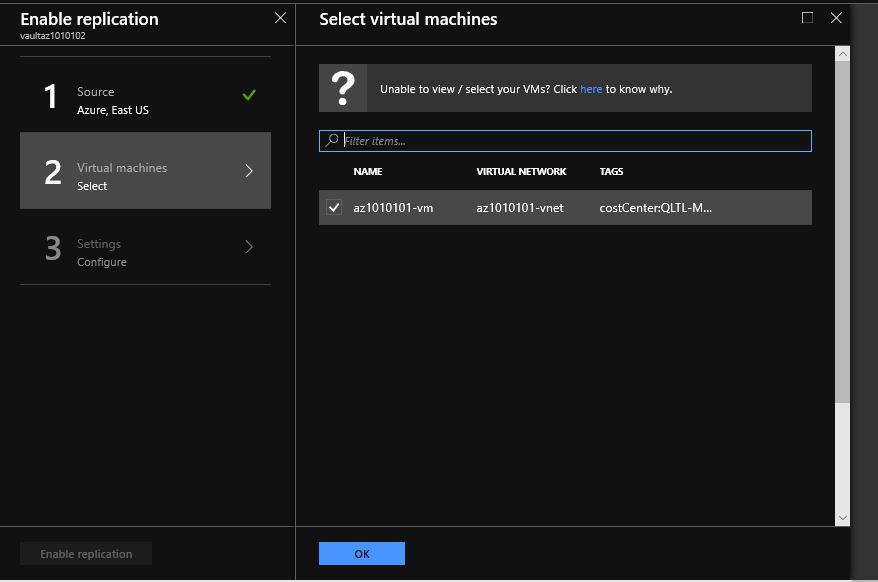 Enable replication
vaultaz1010102
1
Source
Azure, East US
2
Virtual machines
Select
3
Settings
Configure
Enable replication
Select virtual machines
?
Unable to view / select your VMs? Click here to know why.
Filter items...
NAME VIRTUAL NETWORK TAGS
az1010101-vm az1010101-vnet costCenter:QLTL-M...
OK